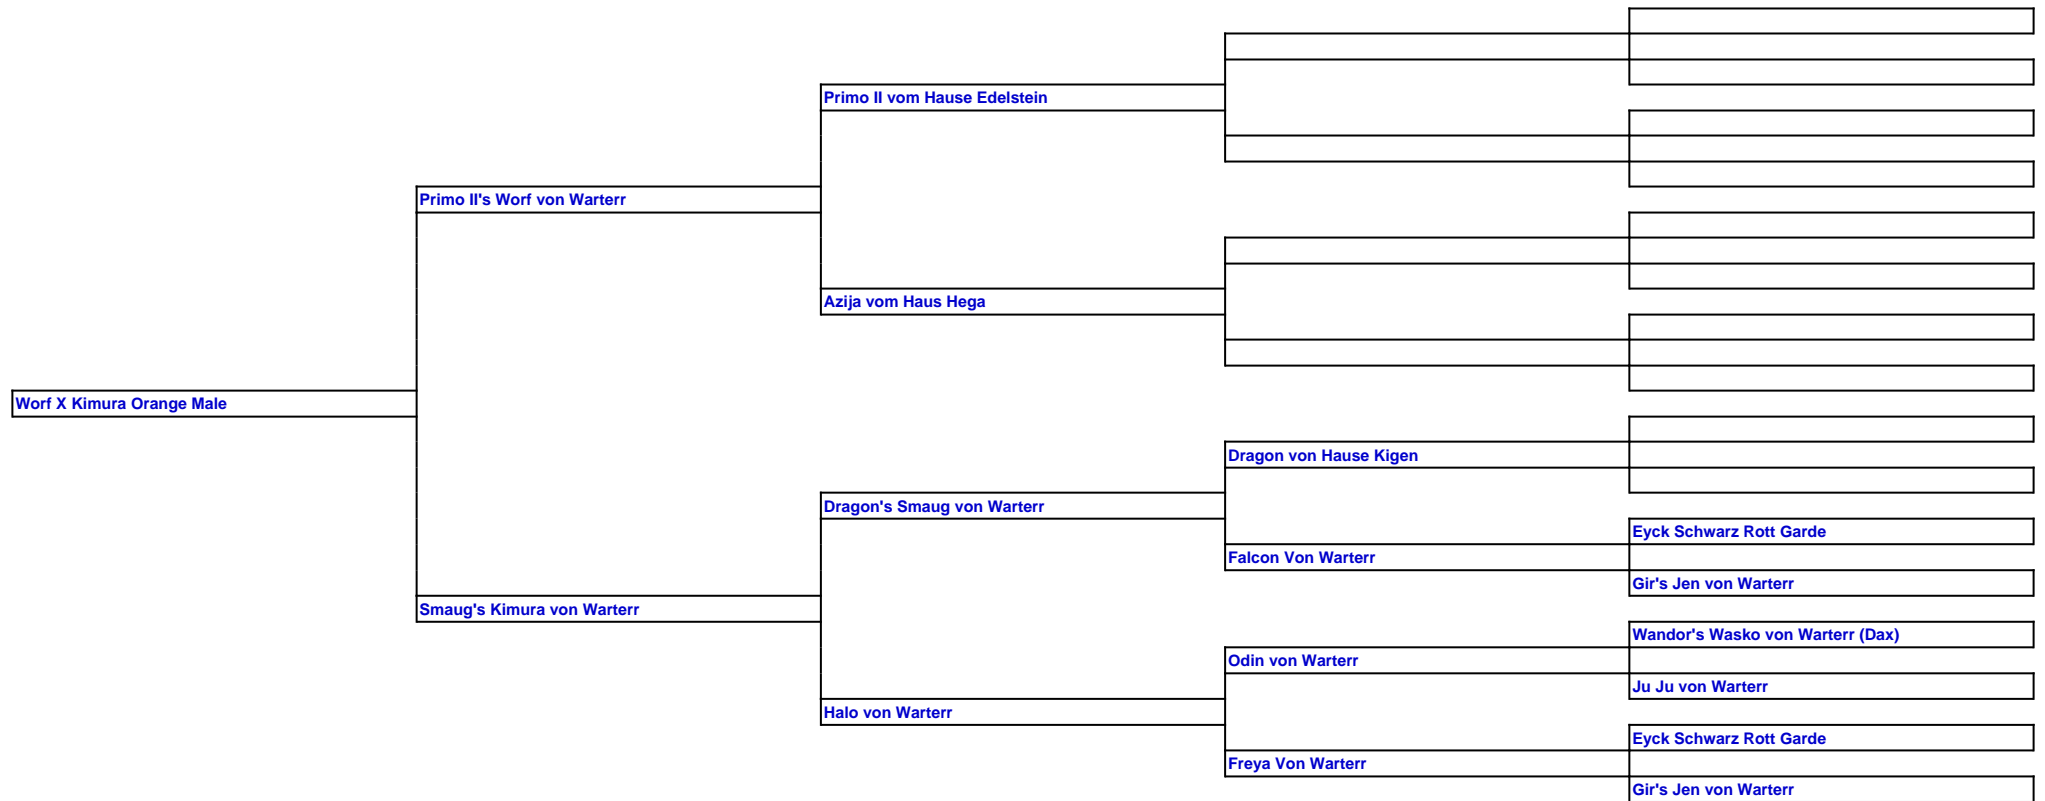 Primo II vom Hause Edelstein
Primo II's Worf von Warterr
Azija vom Haus Hega
Worf X Kimura Orange Male
Dragon von Hause Kigen
Dragon's Smaug von Warterr
Eyck Schwarz Rott Garde
Falcon Von Warterr
Gir's Jen von Warterr
Smaug's Kimura von Warterr
Wandor's Wasko von Warterr (Dax)
Odin von Warterr
Ju Ju von Warterr
Halo von Warterr
Eyck Schwarz Rott Garde
Freya Von Warterr
Gir's Jen von Warterr